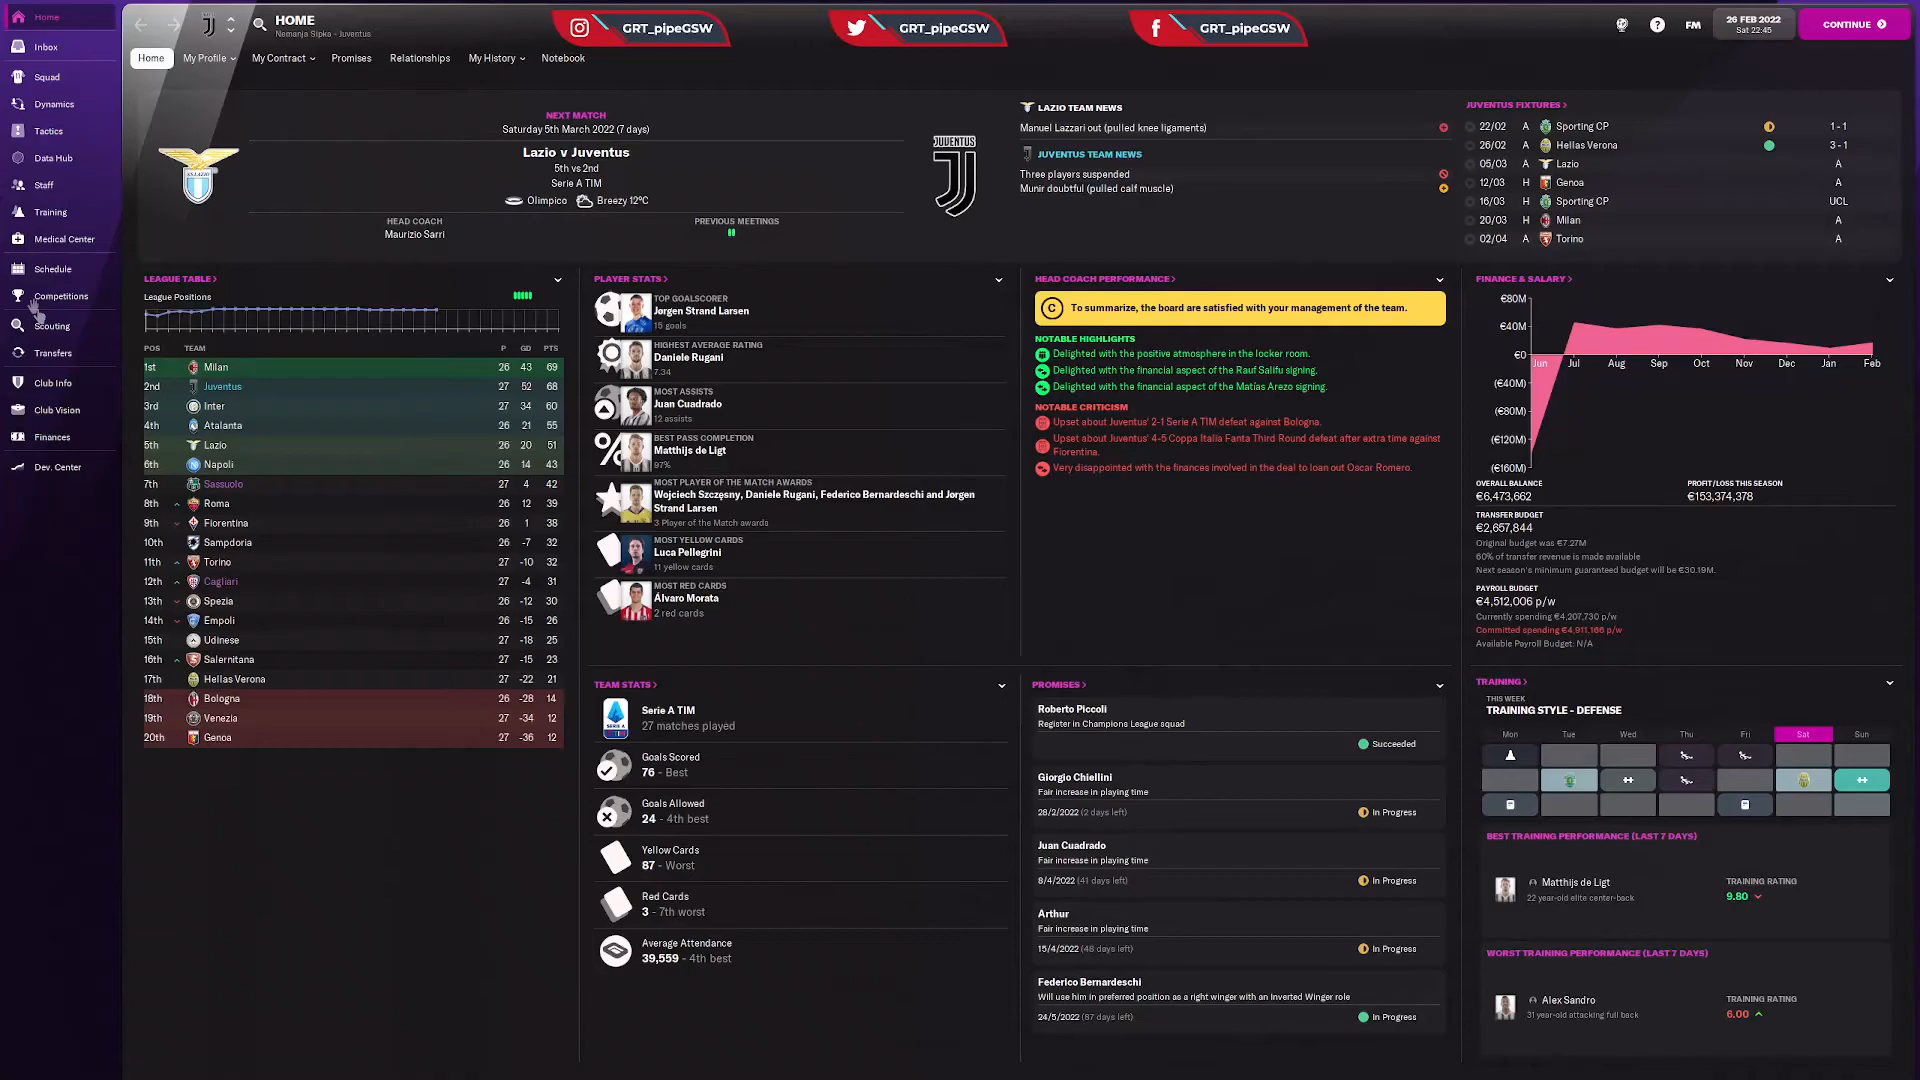 Home
Inbox
Squad
Dynamics
Tactics
Data Hub
Staff
Training
Medical Center
Schedule
Competitions
Scouting
Transfers
Club Info
Club Vision
Finances
Dev. Center
HOME
Nemanja Sipka - Juventus
GRT_pipeGSW
GRT_pipeGSW
GRT_pipeGSW
FM
26 FEB 2022
Sat 22:45
CONTINUE
Home My Profile My Contract Promises Relationships My History Notebook
NEXT MATCH
Saturday 5th March 2022 (7 days)
Lazio v Juventus
5th vs 2nd
Serie A TIM
Olimpico Breezy 12ºC
HEAD COACH
Maurizio Sarri
PREVIOUS MEETINGS
JUVENTUS
LAZIO TEAM NEWS
Manuel Lazzari out (pulled knee ligaments)
JUVENTUS TEAM NEWS
Three players suspended
Munir doubtful (pulled calf muscle)
JUVENTUS FIXTURES >
22/02 A Sporting CP 1 - 1
26/02 A Hellas Verona 3 - 1
05/03 A Lazio A
12/03 H Genoa A
16/03 H Sporting CP UCL
20/03 H Milan A
02/04 A Torino A
LEAGUE TABLE >
League Positions
POS TEAM P GD PTS
1st Milan 26 43 69
2nd Juventus 27 52 68
3rd Inter 27 34 60
4th Atalanta 26 21 55
5th Lazio 26 20 51
6th Napoli 26 14 43
7th Sassuolo 27 4 42
8th Roma 26 12 39
9th Fiorentina 26 1 38
10th Sampdoria 26 -7 32
11th Torino 27 -10 32
12th Cagliari 27 -4 31
13th Spezia 26 -12 30
14th Empoli 26 -15 26
15th Udinese 27 -18 25
16th Salernitana 27 -15 23
17th Hellas Verona 27 -22 21
18th Bologna 26 -28 14
19th Venezia 27 -34 12
20th Genoa 27 -36 12
PLAYER STATS >
TOP GOALSCORER
Jørgen Strand Larsen
15 goals
HIGHEST AVERAGE RATING
Daniele Rugani
7.34
MOST ASSISTS
Juan Cuadrado
12 assists
BEST PASS COMPLETION
Matthijs de Ligt
97%
MOST PLAYER OF THE MATCH AWARDS
Wojciech Szczęsny, Daniele Rugani, Federico Bernardeschi and Jørgen
Strand Larsen
3 Player of the Match awards
MOST YELLOW CARDS
Luca Pellegrini
11 yellow cards
MOST RED CARDS
Álvaro Morata
2 red cards
HEAD COACH PERFORMANCE >
C To summarize, the board are satisfied with your management of the team.
NOTABLE HIGHLIGHTS
Delighted with the positive atmosphere in the locker room.
Delighted with the financial aspect of the Rauf Salifu signing.
Delighted with the financial aspect of the Matías Arezo signing.
NOTABLE CRITICISM
Upset about Juventus' 2-1 Serie A TIM defeat against Bologna.
Upset about Juventus' 4-5 Coppa Italia Fanta Third Round defeat after extra time against
Fiorentina.
Very disappointed with the finances involved in the deal to loan out Oscar Romero.
FINANCE & SALARY >
€80M
€40M
€0
(€40M)
(€80M)
(€120M)
(€160M)
Jun Jul Aug Sep Oct Nov Dec Jan Feb
OVERALL BALANCE
€6,473,662
PROFIT/LOSS THIS SEASON
€153,374,378
TRANSFER BUDGET
€2,657,844
Original budget was €7.27M
60% of transfer revenue is made available
Next season's minimum guaranteed budget will be €30.19M.
PAYROLL BUDGET
€4,512,006 p/w
Currently spending €4,207,730 p/w
Committed spending €4,911,166 p/w
Available Payroll Budget: N/A
TEAM STATS >
SERIE A
TIM
Serie A TIM
27 matches played
Goals Scored
76 - Best
Goals Allowed
24 - 4th best
Yellow Cards
87 - Worst
Red Cards
3 - 7th worst
Average Attendance
39,559 - 4th best
PROMISES >
Roberto Piccoli
Register in Champions League squad
Succeeded
Giorgio Chiellini
Fair increase in playing time
28/2/2022 (2 days left) In Progress
Juan Cuadrado
Fair increase in playing time
8/4/2022 (41 days left) In Progress
Arthur
Fair increase in playing time
15/4/2022 (48 days left) In Progress
Federico Bernardeschi
Will use him in preferred position as a right winger with an Inverted Winger role
24/5/2022 (87 days left) In Progress
TRAINING >
THIS WEEK
TRAINING STYLE - DEFENSE
Mon Tue Wed Thu Fri Sat Sun
BEST TRAINING PERFORMANCE (LAST 7 DAYS)
Matthijs de Ligt
22 year-old elite center-back
TRAINING RATING
9.80
WORST TRAINING PERFORMANCE (LAST 7 DAYS)
Alex Sandro
31 year-old attacking full back
TRAINING RATING
6.00